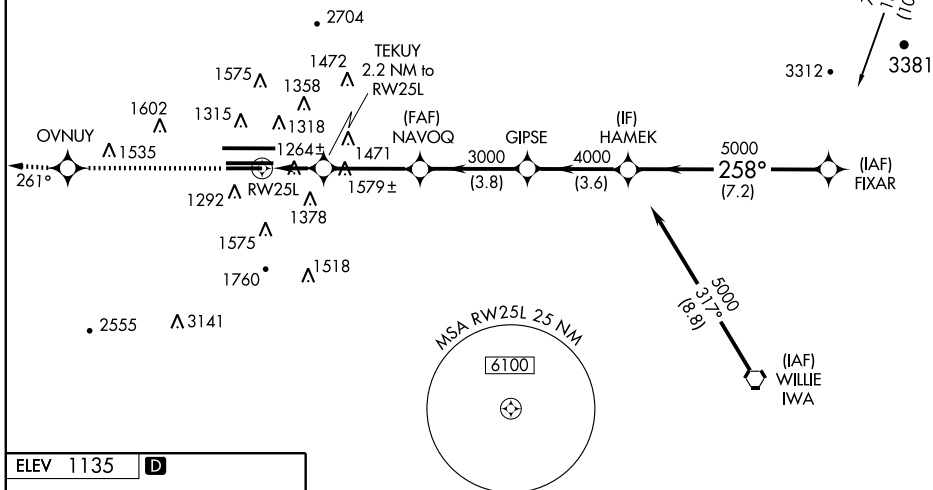 2704
TEKUY
2.2 NM to
RW25L
3312
3381
1575
1472
1358
1602
1315
1318
(FAF)
NAVOQ
GIPSE
(IF)
HAMEK
OVNUY
1535
1264±
1471
3000
4000
5000
258°
(3.8)
(3.6)
(7.2)
(IAF)
FIXAR
261°
RW25L
1579±
1292
1378
1575
1760
1518
2555
3141
5000
317°
(8.8)
MSA RW25L 25 NM
6100
(IAF)
WILLIE
IWA
ELEV 1135 D